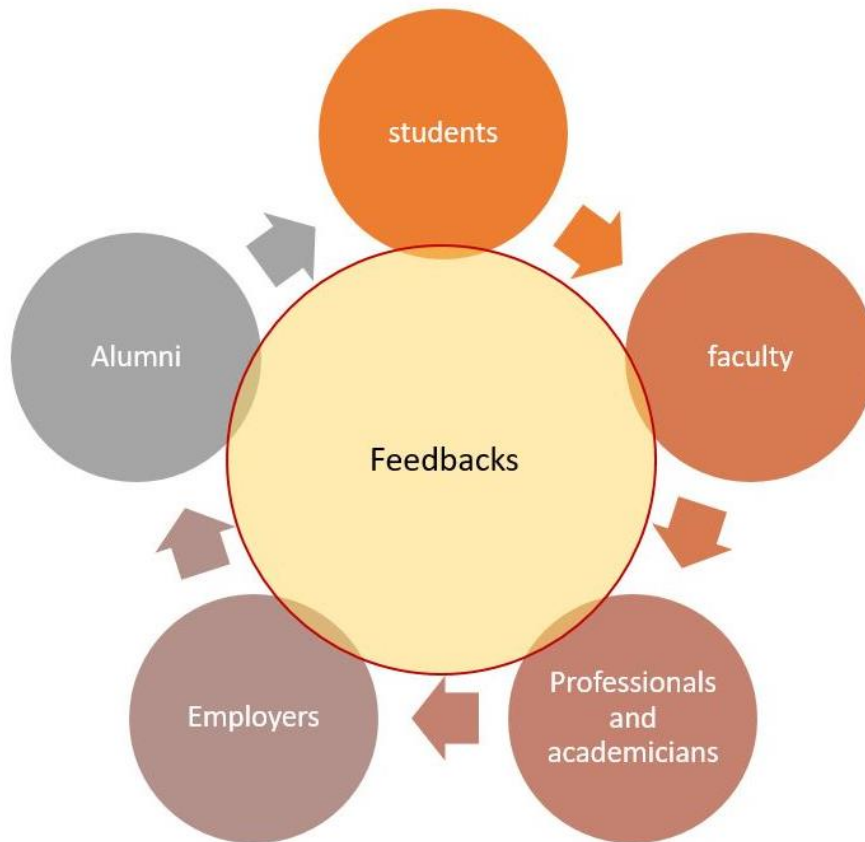 students
faculty
Professionals
and
academicians
Employers
Alumni
Feedbacks